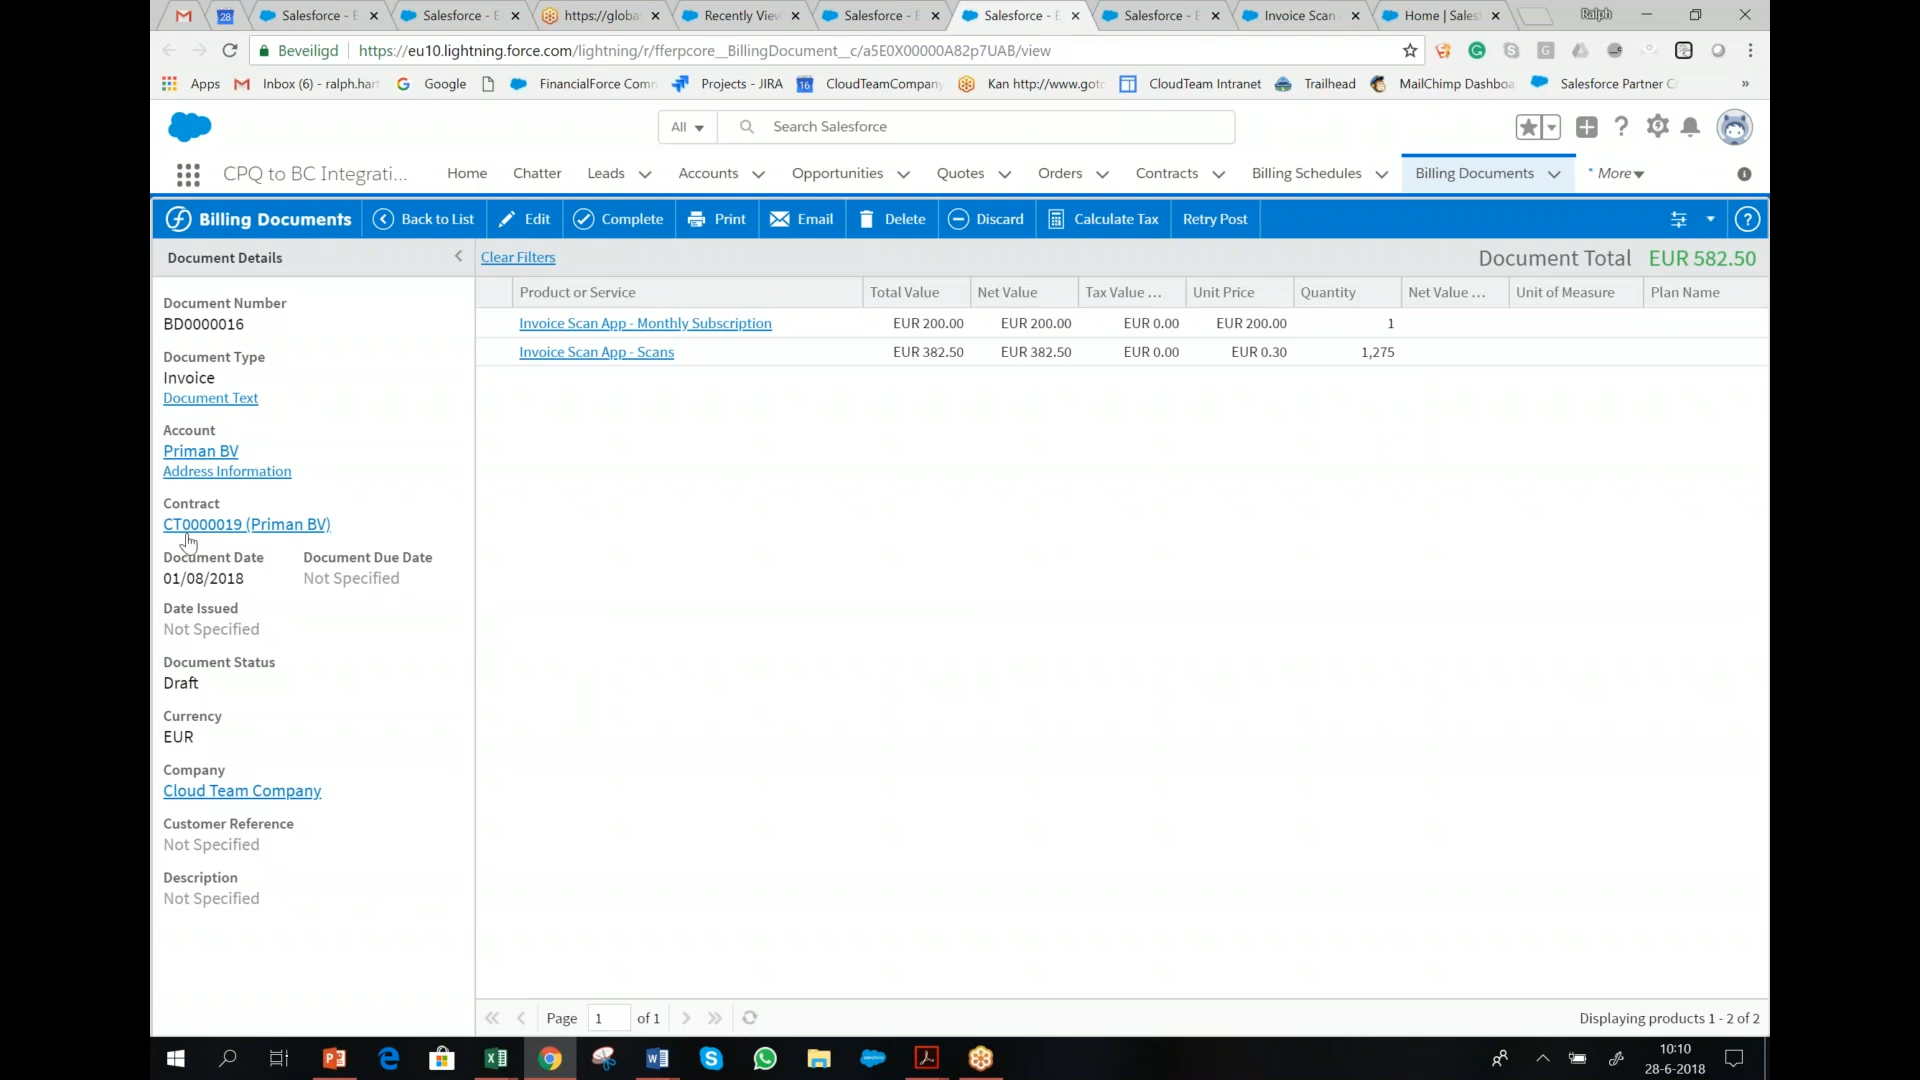 28 Salesforce - E Salesforce - E https://globa Recently View Salesforce - E Salesforce - E Salesforce - E Invoice Scan Home | Sales Ralph
Beveiligd https://eu10.lightning.force.com/lightning/r/fferpcore__BillingDocument__c/a5E0X00000A82p7UAB/view
Apps Inbox (6) - ralph.hart Google FinancialForce Comm Projects - JIRA 16 CloudTeamCompany Kan http://www.goto CloudTeam Intranet Trailhead MailChimp Dashboa Salesforce Partner C »
All Search Salesforce
CPQ to BC Integrati... Home Chatter Leads Accounts Opportunities Quotes Orders Contracts Billing Schedules Billing Documents * More
Billing Documents Back to List Edit Complete Print Email Delete Discard Calculate Tax Retry Post
Document Details Clear Filters Document Total EUR 582.50
Product or Service Total Value Net Value Tax Value ... Unit Price Quantity Net Value ... Unit of Measure Plan Name
Invoice Scan App - Monthly Subscription EUR 200.00 EUR 200.00 EUR 0.00 EUR 200.00 1
Invoice Scan App - Scans EUR 382.50 EUR 382.50 EUR 0.00 EUR 0.30 1,275
Document Number
BD0000016
Document Type
Invoice
Document Text
Account
Priman BV
Address Information
Contract
CT0000019 (Priman BV)
Document Date Document Due Date
01/08/2018 Not Specified
Date Issued
Not Specified
Document Status
Draft
Currency
EUR
Company
Cloud Team Company
Customer Reference
Not Specified
Description
Not Specified
Page 1 of 1 Displaying products 1 - 2 of 2
10:10
28-6-2018